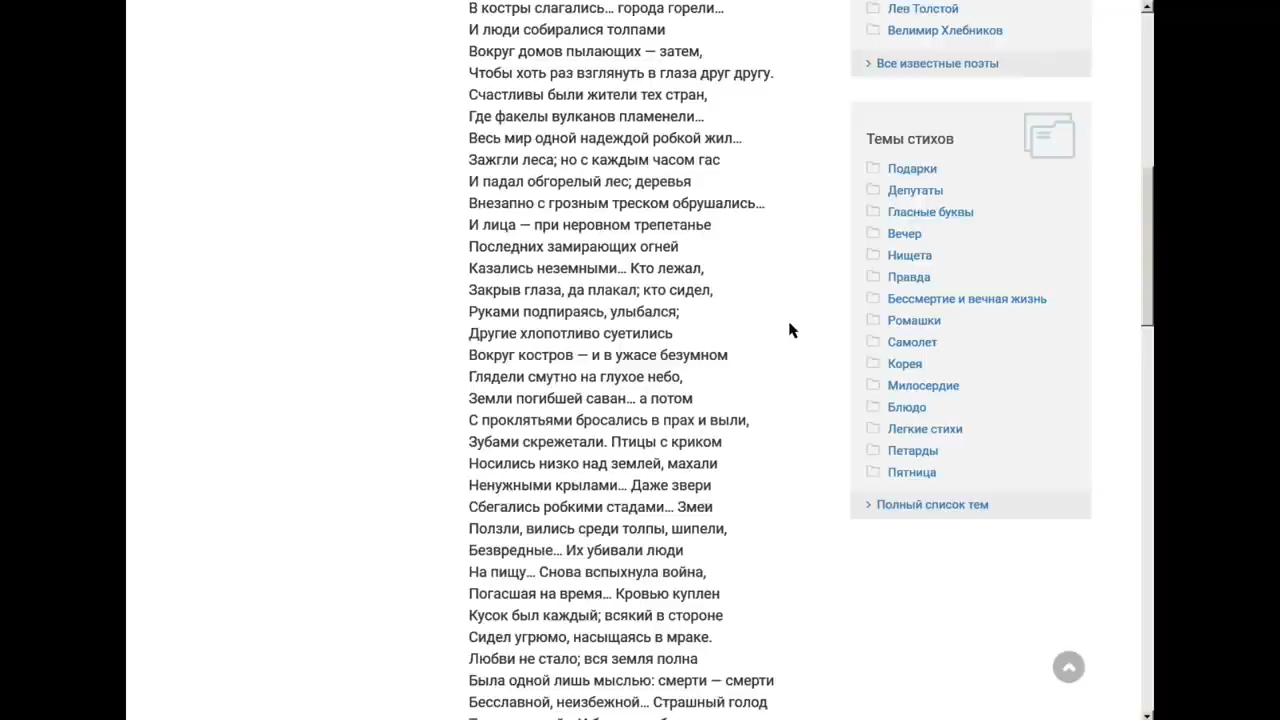 В костры слагались… города горели…
И люди собиралися толпами
Вокруг домов пылающих — затем,
Чтобы хоть раз взглянуть в глаза друг другу.
Счастливы были жители тех стран,
Где факелы вулканов пламенели…
Весь мир одной надеждой робкой жил…
Зажгли леса; но с каждым часом гас
И падал обгорелый лес; деревья
Внезапно с грозным треском обрушались…
И лица — при неровном трепетанье
Последних замирающих огней
Казались неземными… Кто лежал,
Закрыв глаза, да плакал; кто сидел,
Руками подпираясь, улыбался;
Другие хлопотливо суетились
Вокруг костров — и в ужасе безумном
Глядели смутно на глухое небо,
Земли погибшей саван… а потом
С проклятьями бросались в прах и выли,
Зубами скрежетали. Птицы с криком
Носились низко над землей, махали
Ненужными крылами… Даже звери
Сбегались робкими стадами… Змеи
Ползли, вились среди толпы, шипели,
Безвредные… Их убивали люди
На пищу… Снова вспыхнула война,
Погасшая на время… Кровью куплен
Кусок был каждый; всякий в стороне
Сидел угрюмо, насыщаясь в мраке.
Любви не стало; вся земля полна
Была одной лишь мыслью: смерти — смерти
Бесславной, неизбежной… Страшный голод
Лев Толстой
Велимир Хлебников
Все известные поэты
Темы стихов
Подарки
Депутаты
Гласные буквы
Вечер
Нищета
Правда
Бессмертие и вечная жизнь
Ромашки
Самолет
Корея
Милосердие
Блюдо
Легкие стихи
Петарды
Пятница
Полный список тем